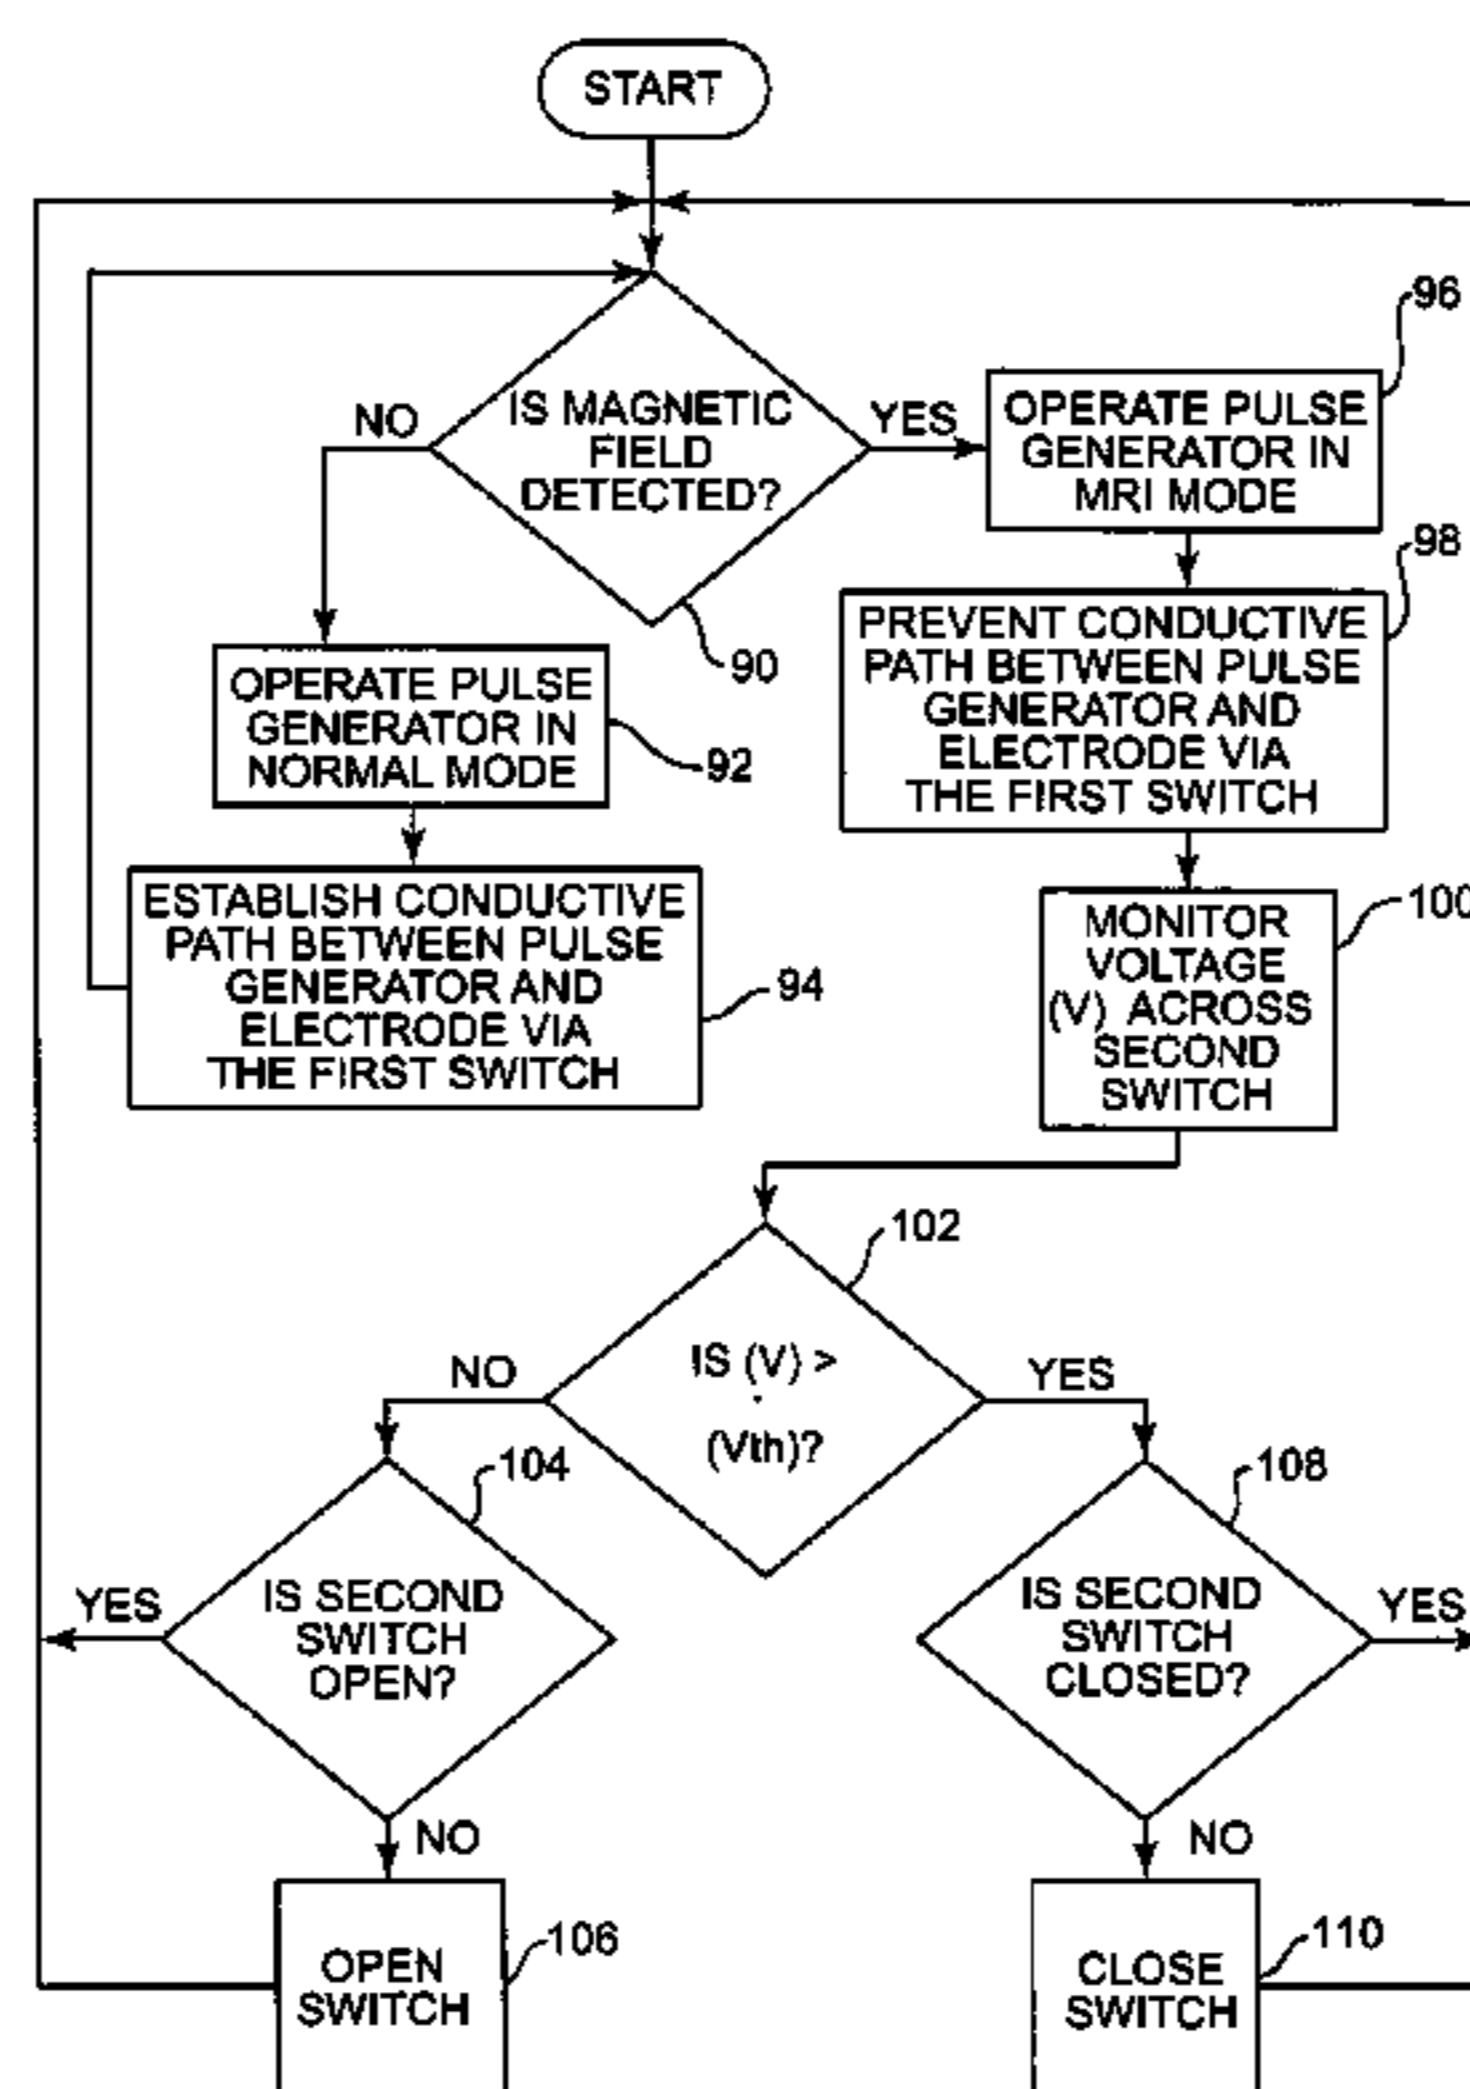 START
IS MAGNETIC
FIELD
DETECTED?
NO
YES
90
OPERATE PULSE
GENERATOR IN
MRI MODE
96
PREVENT CONDUCTIVE
PATH BETWEEN PULSE
GENERATOR AND
ELECTRODE VIA
THE FIRST SWITCH
98
OPERATE PULSE
GENERATOR IN
NORMAL MODE
92
ESTABLISH CONDUCTIVE
PATH BETWEEN PULSE
GENERATOR AND
ELECTRODE VIA
THE FIRST SWITCH
94
MONITOR
VOLTAGE
(V) ACROSS
SECOND
SWITCH
100
IS (V) >
(Vth)?
102
NO
YES
IS SECOND
SWITCH
OPEN?
104
YES
NO
IS SECOND
SWITCH
CLOSED?
108
YES
NO
OPEN
SWITCH
106
CLOSE
SWITCH
110